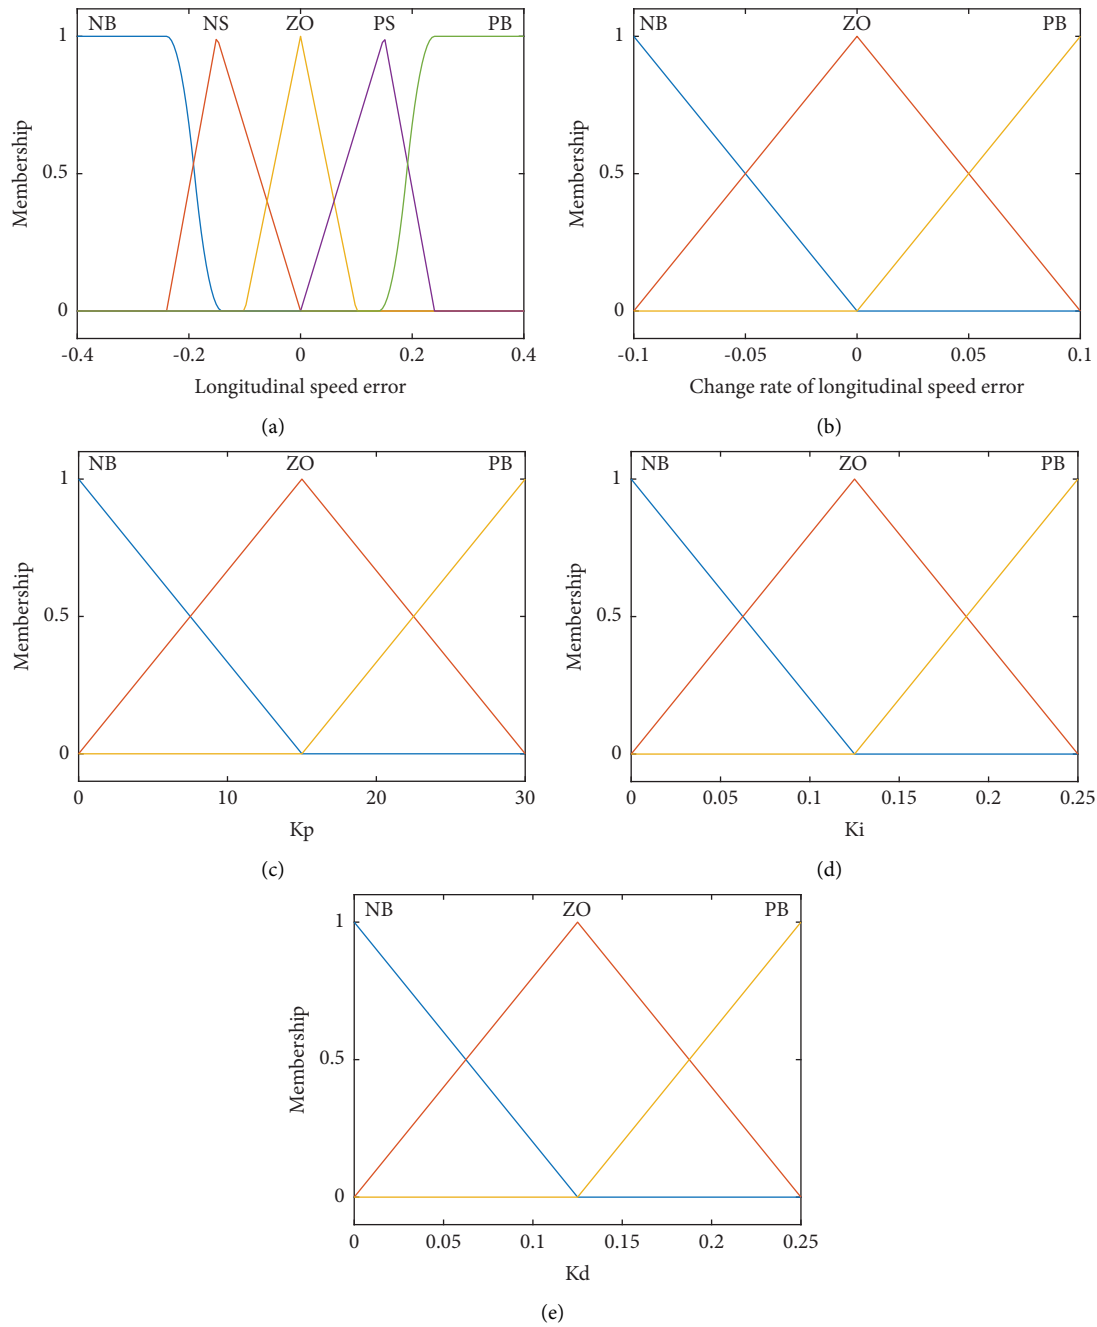 NB NS ZO PS PB
1
0.5
0
Membership
-0.4 -0.2 0 0.2 0.4
Longitudinal speed error
(a)
NB ZO PB
1
0.5
0
Membership
-0.1 -0.05 0 0.05 0.1
Change rate of longitudinal speed error
(b)
NB ZO PB
1
0.5
0
Membership
0 10 20 30
Kp
(c)
NB ZO PB
1
0.5
0
Membership
0 0.05 0.1 0.15 0.2 0.25
Ki
(d)
NB ZO PB
1
0.5
0
Membership
0 0.05 0.1 0.15 0.2 0.25
Kd
(e)